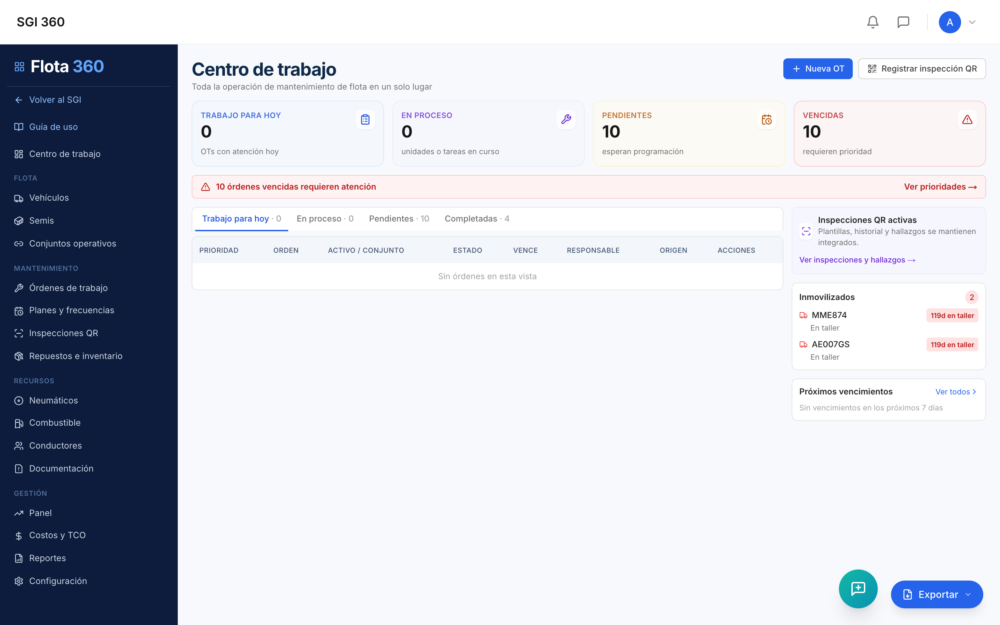 SGI 360
A
Flota 360
Volver al SGI
Guía de uso
Centro de trabajo
FLOTA
Vehículos
Semis
Conjuntos operativos
MANTENIMIENTO
Órdenes de trabajo
Planes y frecuencias
Inspecciones QR
Repuestos e inventario
RECURSOS
Neumáticos
Combustible
Conductores
Documentación
GESTIÓN
Panel
Costos y TCO
Reportes
Configuración
Centro de trabajo
Toda la operación de mantenimiento de flota en un solo lugar
+ Nueva OT
Registrar inspección QR
TRABAJO PARA HOY
0
OTs con atención hoy
EN PROCESO
0
unidades o tareas en curso
PENDIENTES
10
esperan programación
VENCIDAS
10
requieren prioridad
10 órdenes vencidas requieren atención
Ver prioridades →
Trabajo para hoy · 0 En proceso · 0 Pendientes · 10 Completadas · 4
PRIORIDAD ORDEN ACTIVO / CONJUNTO ESTADO VENCE RESPONSABLE ORIGEN ACCIONES
Sin órdenes en esta vista
Inspecciones QR activas
Plantillas, historial y hallazgos se mantienen
integrados.
Ver inspecciones y hallazgos →
Inmovilizados 2
MME874 119d en taller
En taller
AE007GS 119d en taller
En taller
Próximos vencimientos Ver todos >
Sin vencimientos en los próximos 7 días
Exportar